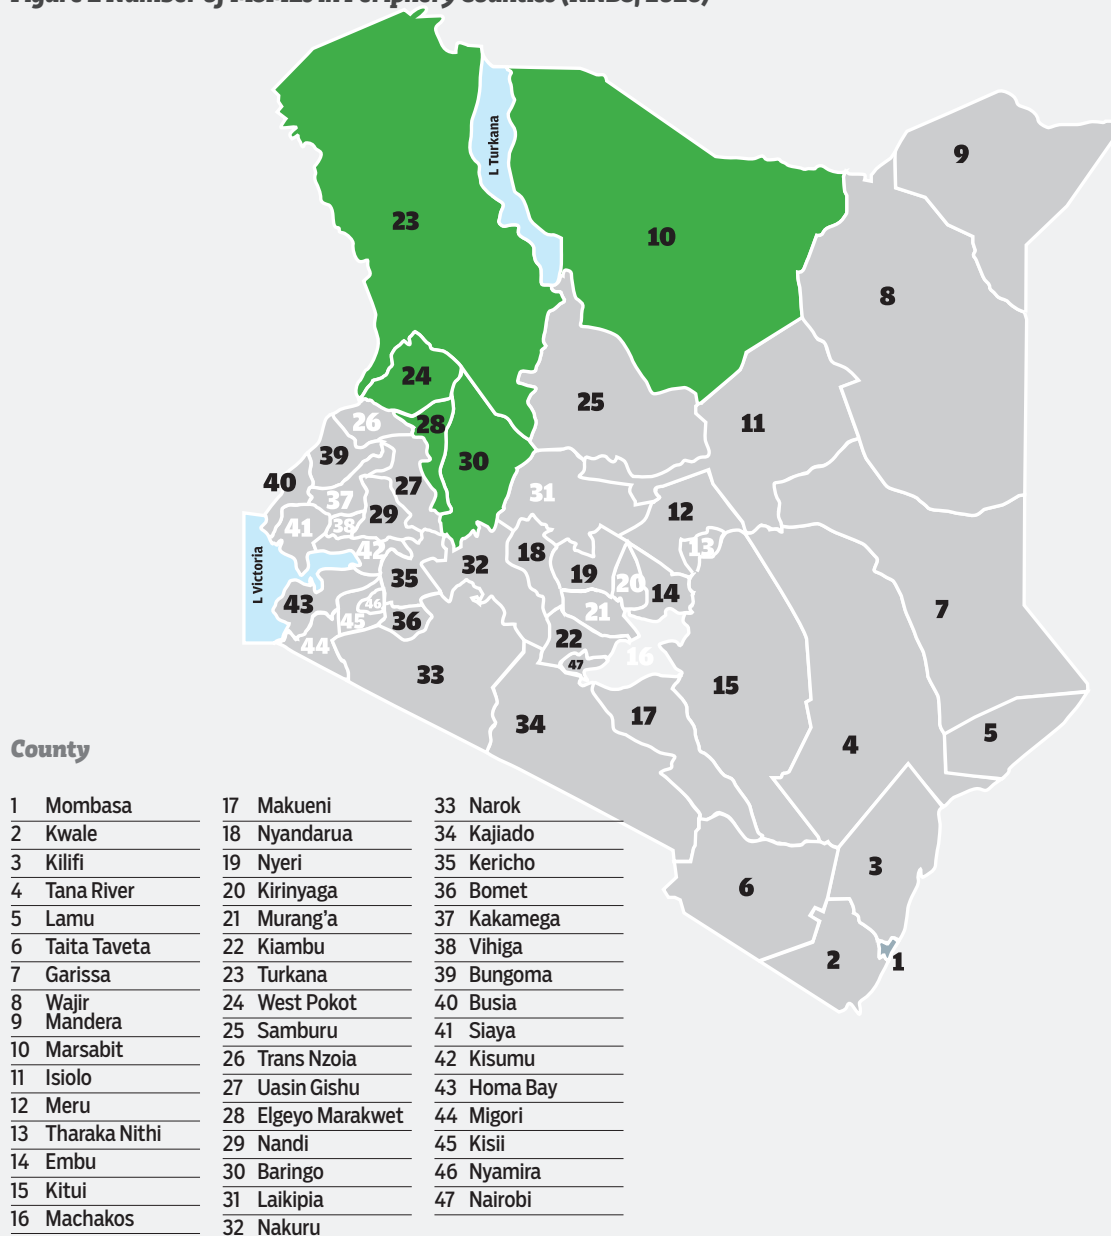 Number of MSMEs in Periphery Counties
L Turkana
9
23
10
8
24
25
26
28
11
39
30
40
27
31
37
29
12
41
38
42
18
13
32
L Victoria
35
19
20
14
43
46
21
7
45
36
44
22
16
47
33
15
17
34
5
4
3
6
2
1
County
1 Mombasa
2 Kwale
3 Kilifi
4 Tana River
5 Lamu
6 Taita Taveta
7 Garissa
8 Wajir
9 Mandera
10 Marsabit
11 Isiolo
12 Meru
13 Tharaka Nithi
14 Embu
15 Kitui
16 Machakos
17 Makueni
18 Nyandarua
19 Nyeri
20 Kirinyaga
21 Murang’a
22 Kiambu
23 Turkana
24 West Pokot
25 Samburu
26 Trans Nzoia
27 Uasin Gishu
28 Elgeyo Marakwet
29 Nandi
30 Baringo
31 Laikipia
32 Nakuru
33 Narok
34 Kajiado
35 Kericho
36 Bomet
37 Kakamega
38 Vihiga
39 Bungoma
40 Busia
41 Siaya
42 Kisumu
43 Homa Bay
44 Migori
45 Kisii
46 Nyamira
47 Nairobi